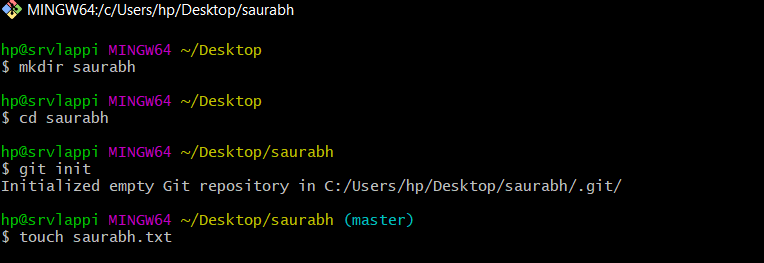 MINGW64:/c/Users/hp/Desktop/saurabh
hp@srvlappi MINGW64 ~/Desktop
$ mkdir saurabh
hp@srvlappi MINGW64 ~/Desktop
$ cd saurabh
hp@srvlappi MINGW64 ~/Desktop/saurabh
$ git init
Initialized empty Git repository in C:/Users/hp/Desktop/saurabh/.git/
hp@srvlappi MINGW64 ~/Desktop/saurabh (master)
$ touch saurabh.txt